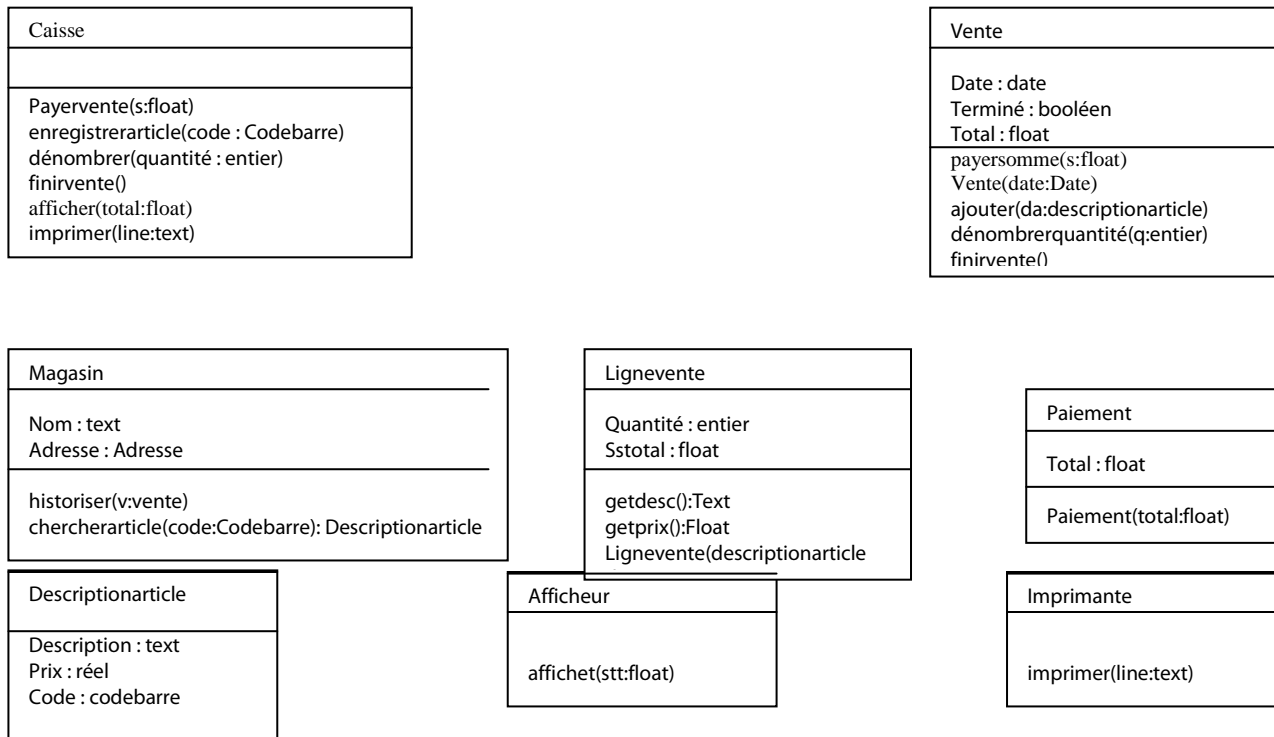 Caisse
Payervente(s:float)
enregistrerarticle(code : Codebarre)
dénombrer(quantité : entier)
finirvente()
afficher(total:float)
imprimer(line:text)
Vente
Date : date
Terminé : booléen
Total : float
payersomme(s:float)
Vente(date:Date)
ajouter(da:descriptionarticle)
dénombrerquantité(q:entier)
finirvente()
Magasin
Nom : text
Adresse : Adresse
historiser(v:vente)
chercherarticle(code:Codebarre): Descriptionarticle
Lignevente
Quantité : entier
Sstotal : float
getdesc():Text
getprix():Float
Lignevente(descriptionarticle
Paiement
Total : float
Paiement(total:float)
Descriptionarticle
Description : text
Prix : réel
Code : codebarre
Afficheur
affichet(stt:float)
Imprimante
imprimer(line:text)